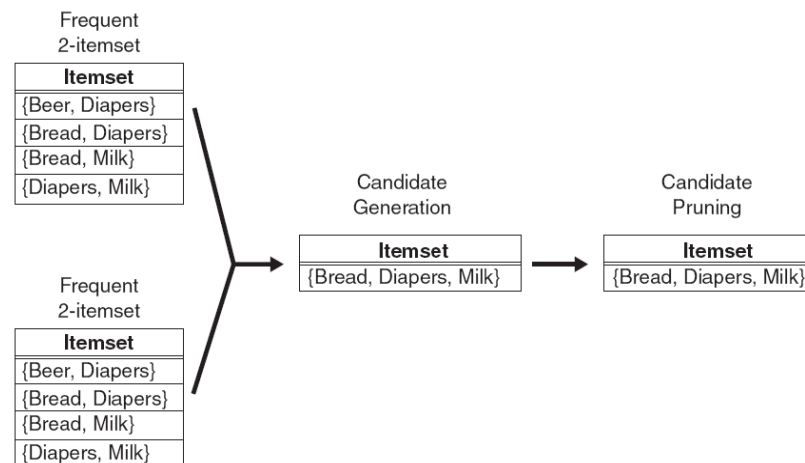 Frequent
2-itemset
Itemset
{Beer, Diapers}
{Bread, Diapers}
{Bread, Milk}
{Diapers, Milk}
Frequent
2-itemset
Itemset
{Beer, Diapers}
{Bread, Diapers}
{Bread, Milk}
{Diapers, Milk}
Candidate
Generation
Itemset
{Bread, Diapers, Milk}
Candidate
Pruning
Itemset
{Bread, Diapers, Milk}